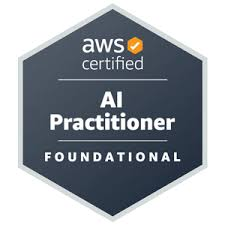 aws
certified
AI
Practitioner
FOUNDATIONAL